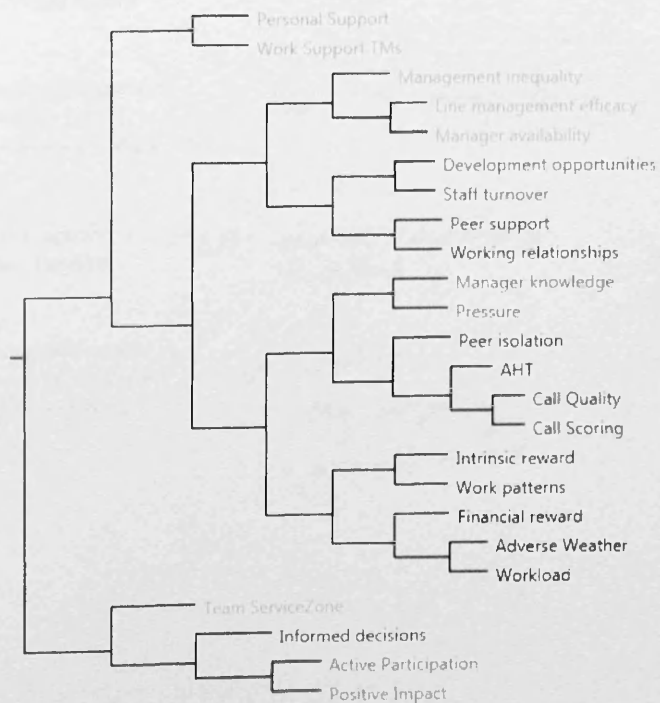 Personal Support
Work Support TMs
Management inequality
Line management efficacy
Manager availability
Development opportunities
Staff turnover
Peer support
Working relationships
Manager knowledge
Pressure
Peer isolation
AHT
Call Quality
Call Scoring
Intrinsic reward
Work patterns
Financial reward
Adverse Weather
Workload
Team ServiceZone
Informed decisions
Active Participation
Positive Impact